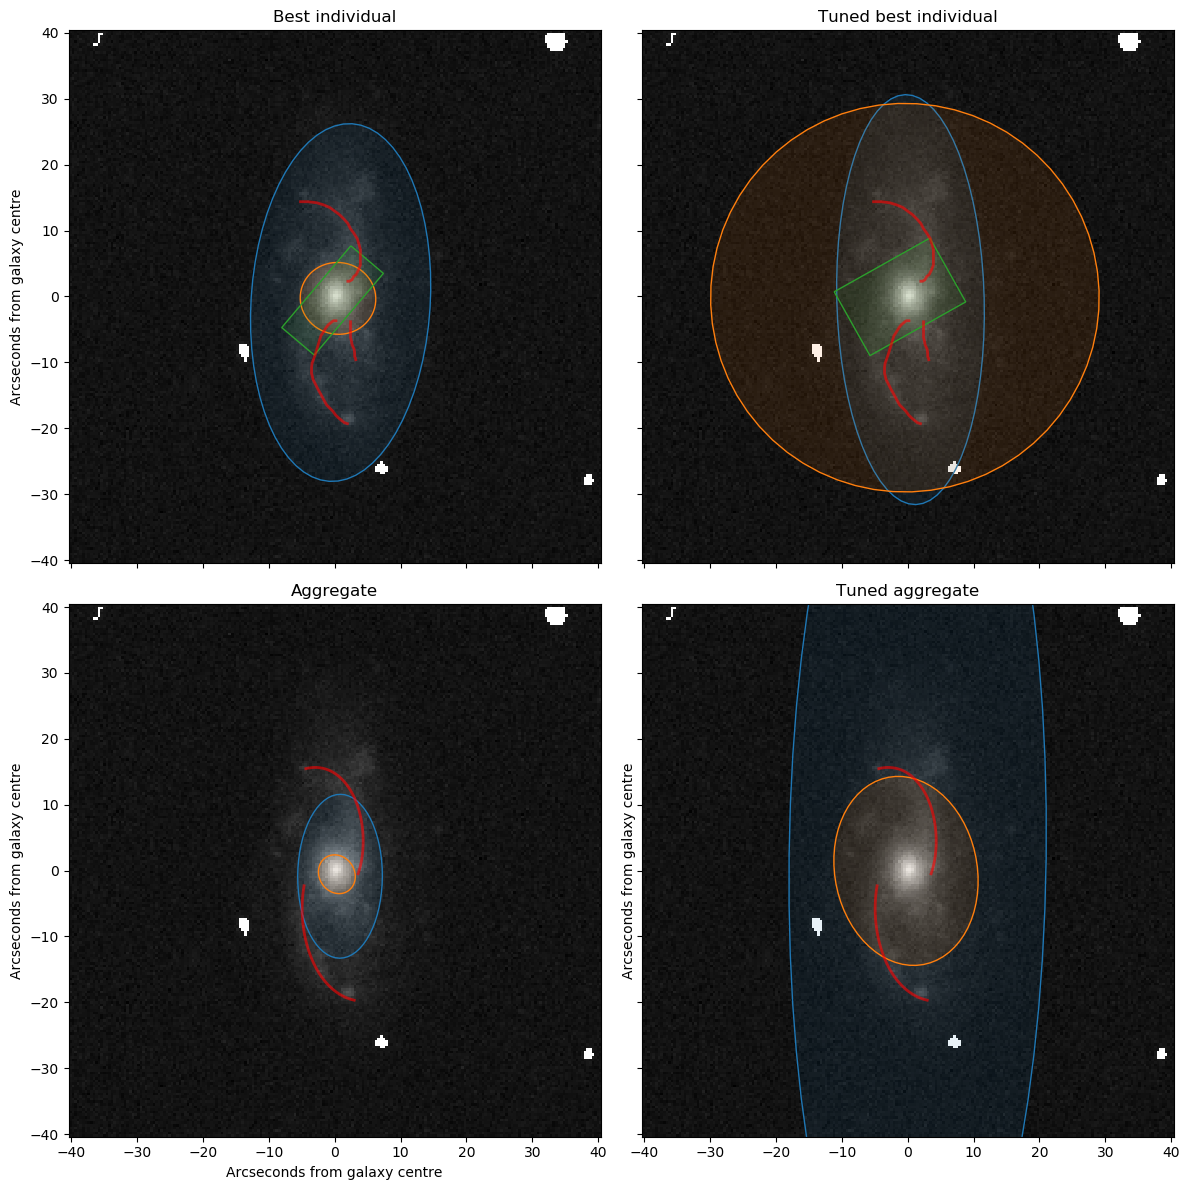 Best individual
Tuned best individual
40
30
20
10
0
−10
−20
−30
−40
Arcseconds from galaxy centre
Aggregate
Tuned aggregate
40
30
20
10
0
−10
−20
−30
−40
Arcseconds from galaxy centre
Arcseconds from galaxy centre
−40 −30 −20 −10 0 10 20 30 40
−40 −30 −20 −10 0 10 20 30 40
Arcseconds from galaxy centre